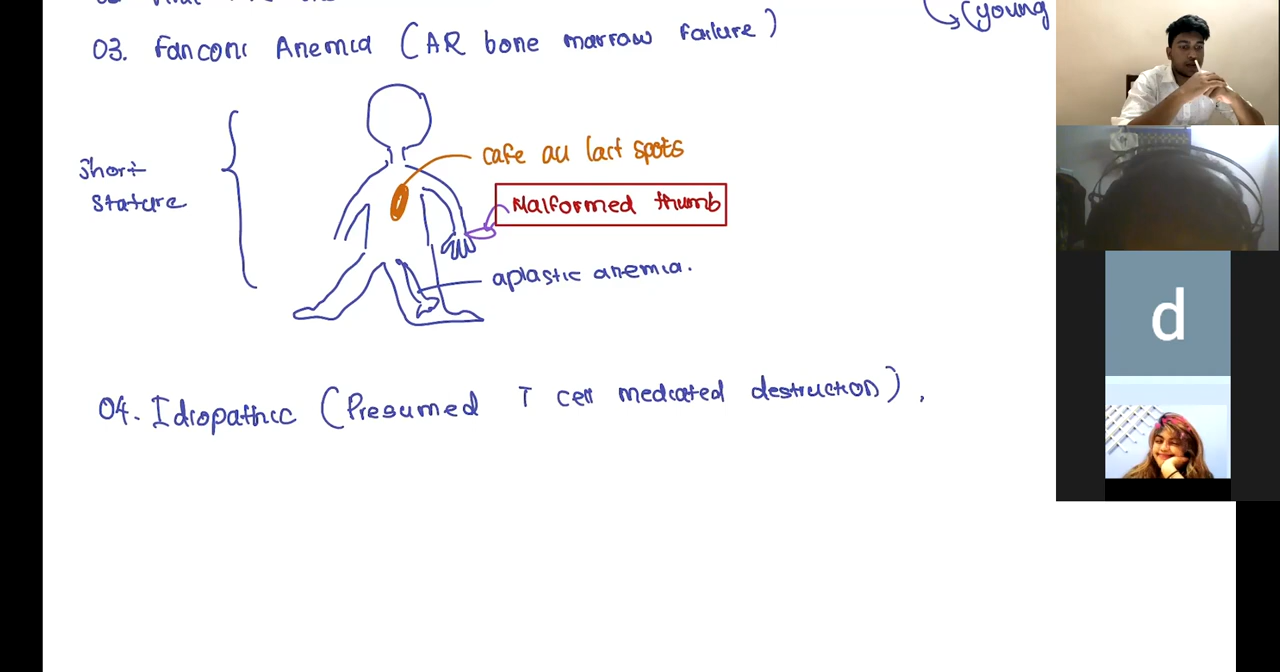 (young
03. Fanconi Anemia (AR bone marrow failure)
Short
stature
cafe au lact spots
Malformed thumb
aplastic anemia.
04. Idiopathic (Presumed T cell mediated destruction),
d